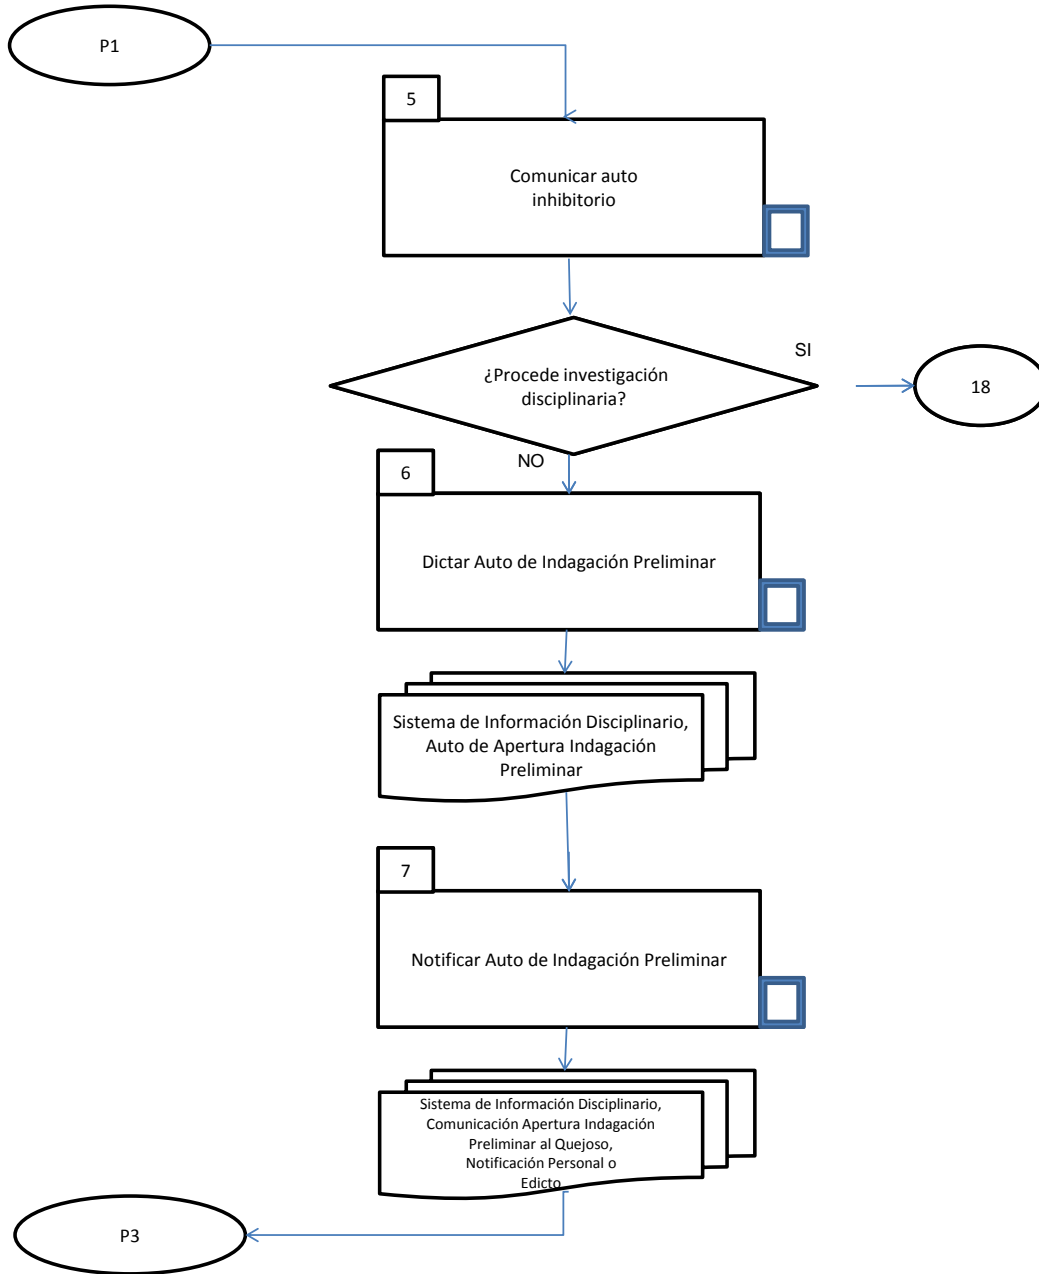 P1
5
Comunicar auto
inhibitorio
¿Procede investigación
disciplinaria?
SI
18
NO
6
Dictar Auto de Indagación Preliminar
Sistema de Información Disciplinario,
Auto de Apertura Indagación
Preliminar
7
Notificar Auto de Indagación Preliminar
Sistema de Información Disciplinario,
Comunicación Apertura Indagación
Preliminar al Quejoso,
Notificación Personal o
Edicto
P3